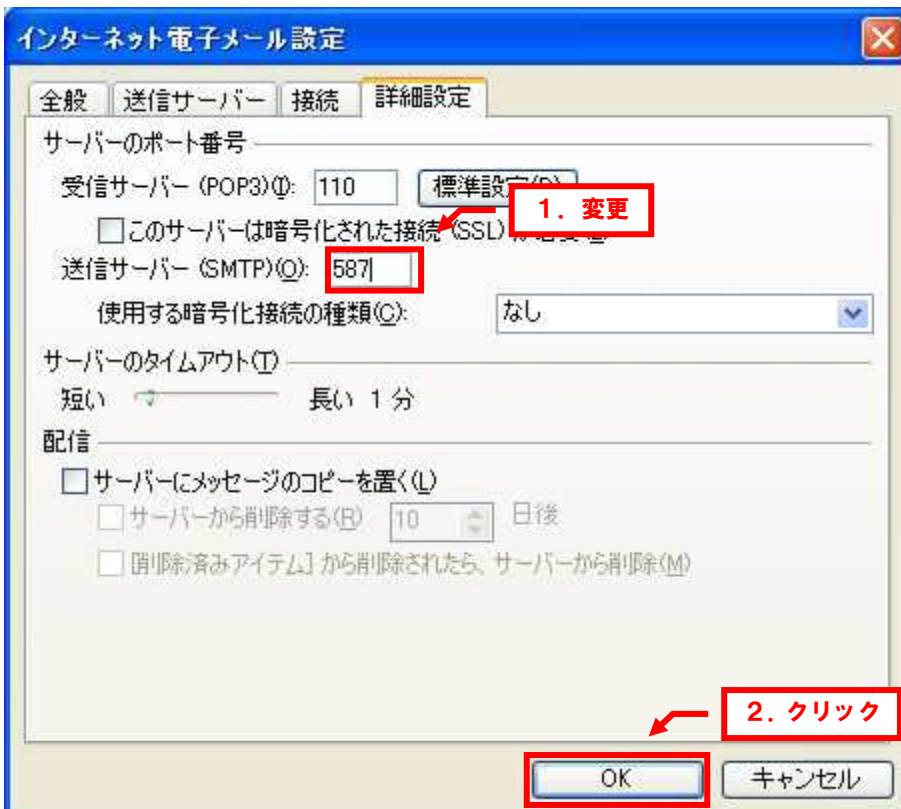 インターネット電子メール設定
全般 送信サーバー 接続 詳細設定
サーバーのポート番号
受信サーバー (POP3)(I): 110 標準設定(D)
1. 変更
このサーバーは暗号化された接続 (SSL)
送信サーバー (SMTP)(O): 587
使用する暗号化接続の種類(C): なし
サーバーのタイムアウト(T)
短い 長い 1 分
配信
サーバーにメッセージのコピーを置く(L)
サーバーから削除する(R) 10 日後
[削除済みアイテム] から削除されたら、サーバーから削除(M)
2. クリック
OK キャンセル